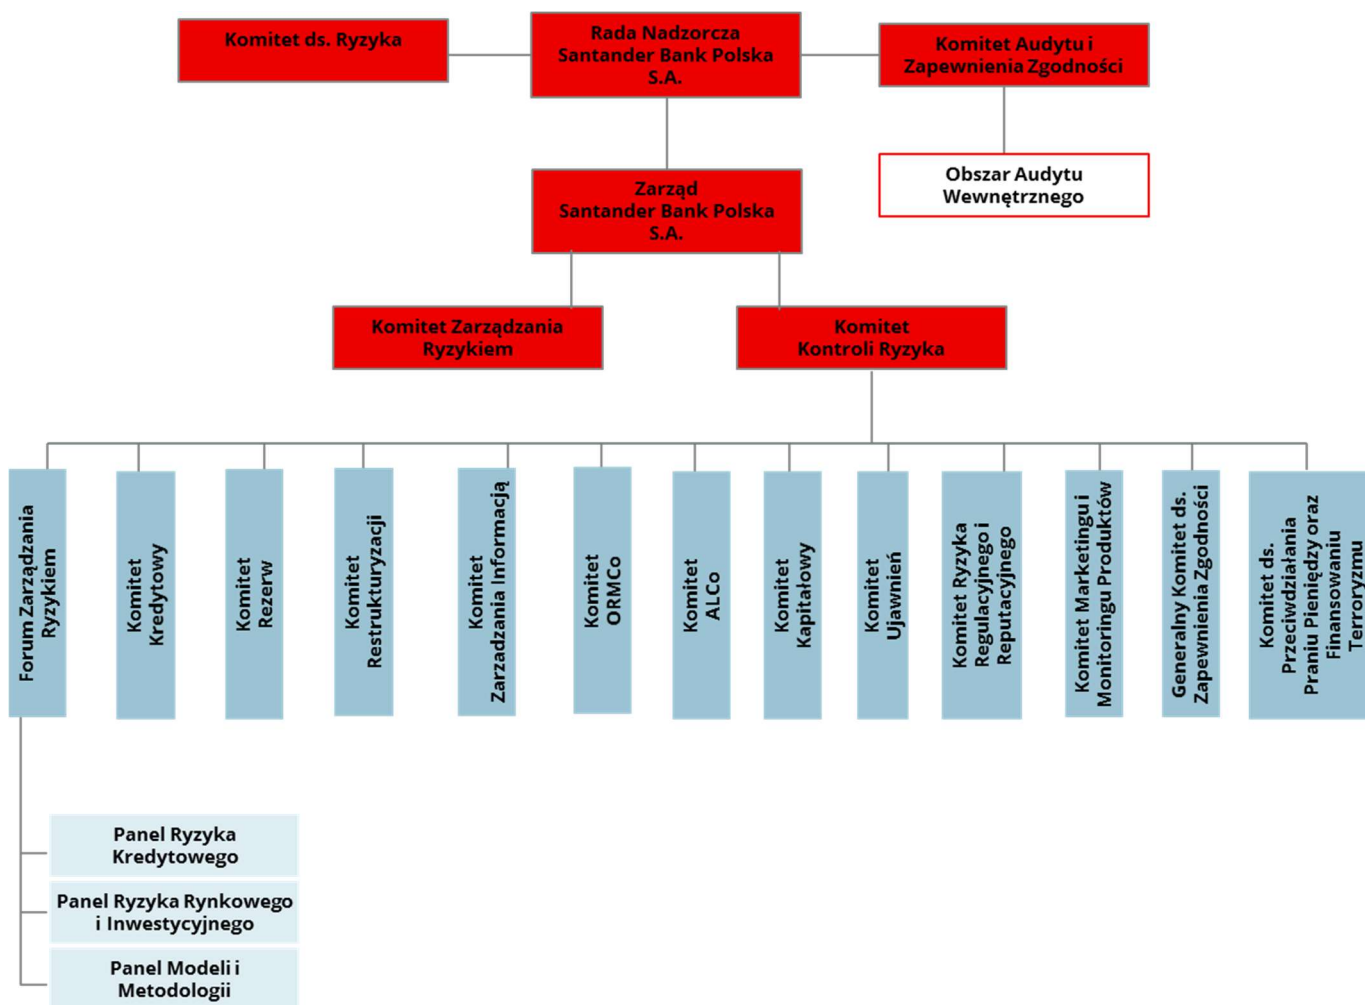 Komitet ds. Ryzyka
Rada Nadzorcza
Santander Bank Polska
S.A.
Komitet Audytu i
Zapewnienia Zgodności
Obszar Audytu
Wewnętrznego
Zarząd
Santander Bank Polska
S.A.
Komitet Zarządzania
Ryzykiem
Komitet
Kontroli Ryzyka
Forum Zarządzania
Ryzykiem
Komitet
Kredytowy
Komitet
Rezerw
Komitet
Restrukturyzacji
Komitet
Zarzadzania Informacją
Komitet
ORMCo
Komitet
ALCo
Komitet
Kapitałowy
Komitet
Ujawnień
Komitet Ryzyka
Regulacyjnego i
Reputacyjnego
Komitet Marketingu i
Monitoringu Produktów
Generalny Komitet ds.
Zapewnienia Zgodności
Komitet ds.
Przeciwdziałania
Praniu Pieniędzy oraz
Finansowaniu
Terroryzmu
Panel Ryzyka
Kredytowego
Panel Ryzyka Rynkowego
i Inwestycyjnego
Panel Modeli i
Metodologii